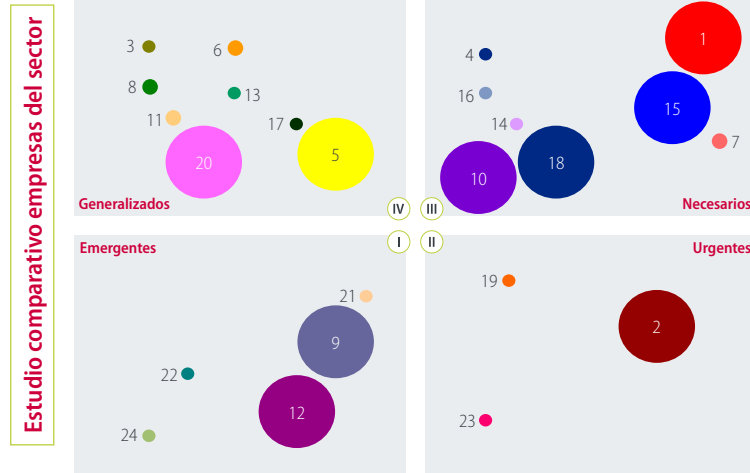 Estudio comparativo empresas del sector
3
6
8
13
11
17
20
5
Generalizados
IV
4
1
16
15
14
7
10
18
III
Necesarios
Emergentes
I
21
9
22
12
24
II
Urgentes
19
2
23